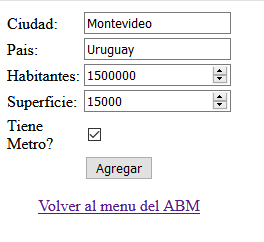 Ciudad: Montevideo
Pais: Uruguay
Habitantes: 1500000
Superficie: 15000
Tiene
Metro?
Agregar
Volver al menu del ABM